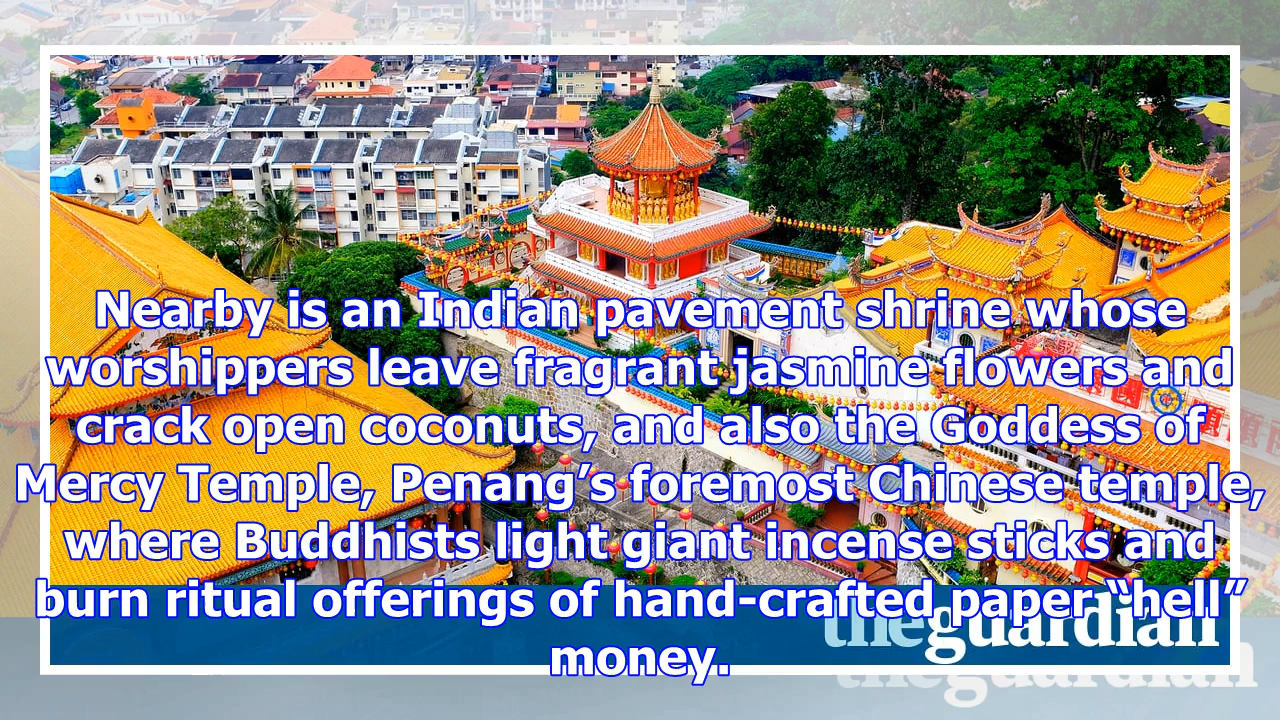 Nearby is an Indian pavement shrine whose
worshippers leave fragrant jasmine flowers and
crack open coconuts, and also the Goddess of
Mercy Temple, Penang’s foremost Chinese temple,
where Buddhists light giant incense sticks and
burn ritual offerings of hand-crafted paper “hell”
money.
theguardian
theguardian